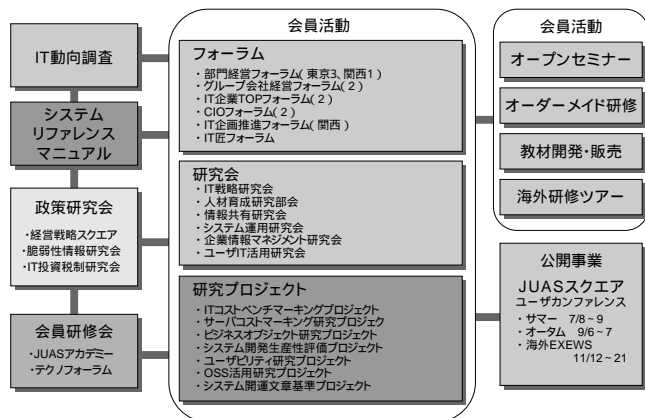 IT動向調査
システム
リファレンス
マニュアル
政策研究会
・経営戦略スクエア
・脆弱性情報研究会
・IT投資税制研究会
会員研修会
・JUASアカデミー
・テクノフォーラム
会員活動
フォーラム
・部門経営フォーラム(東京3、関西1)
・グループ会社経営フォーラム(2)
・IT企業TOPフォーラム(2)
・CIOフォーラム(2)
・IT企画推進フォーラム(関西)
・IT匠フォーラム
研究会
・IT戦略研究会
・人材育成研究部会
・情報共有研究会
・システム運用研究会
・企業情報マネジメント研究会
・ユーザIT活用研究会
研究プロジェクト
・ITコストベンチマーキングプロジェクト
・サーバコストマーキング研究プロジェク
・ビジネスオブジェクト研究プロジェクト
・システム開発生産性評価プロジェクト
・ユーザビリティ研究プロジェクト
・OSS活用研究プロジェクト
・システム開運文章基準プロジェクト
会員活動
オープンセミナー
オーダーメイド研修
教材開発・販売
海外研修ツアー
公開事業
JUASスクエア
ユーザカンファレンス
・サマー 7/8~9
・オータム 9/6~7
・海外EXEWS
11/12~21